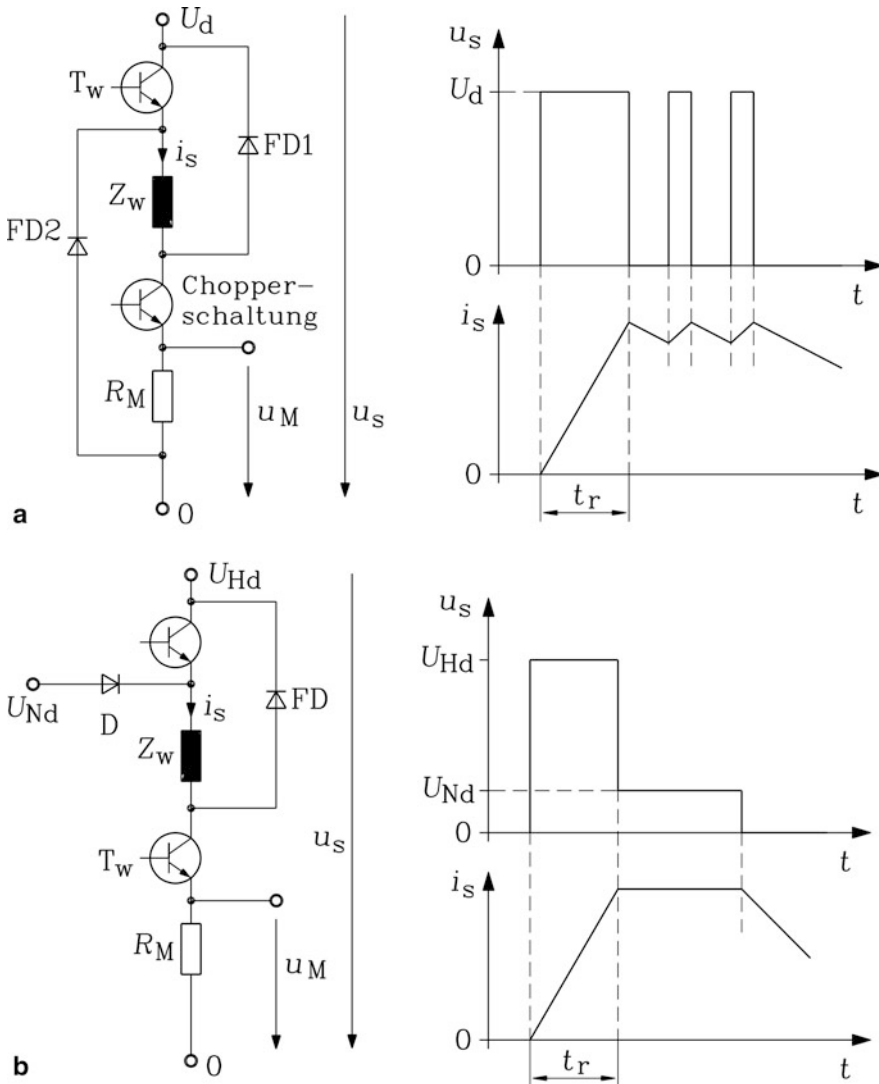 U_d
T_w
i_s
FD1
Z_w
FD2
Chopper-
schaltung
R_M
u_M
u_s
0
a
u_s
U_d
0
t
i_s
0
t_r
t
U_Hd
U_Nd
D
i_s
FD
Z_w
T_w
u_s
R_M
u_M
0
b
u_s
U_Hd
U_Nd
0
t
i_s
0
t_r
t